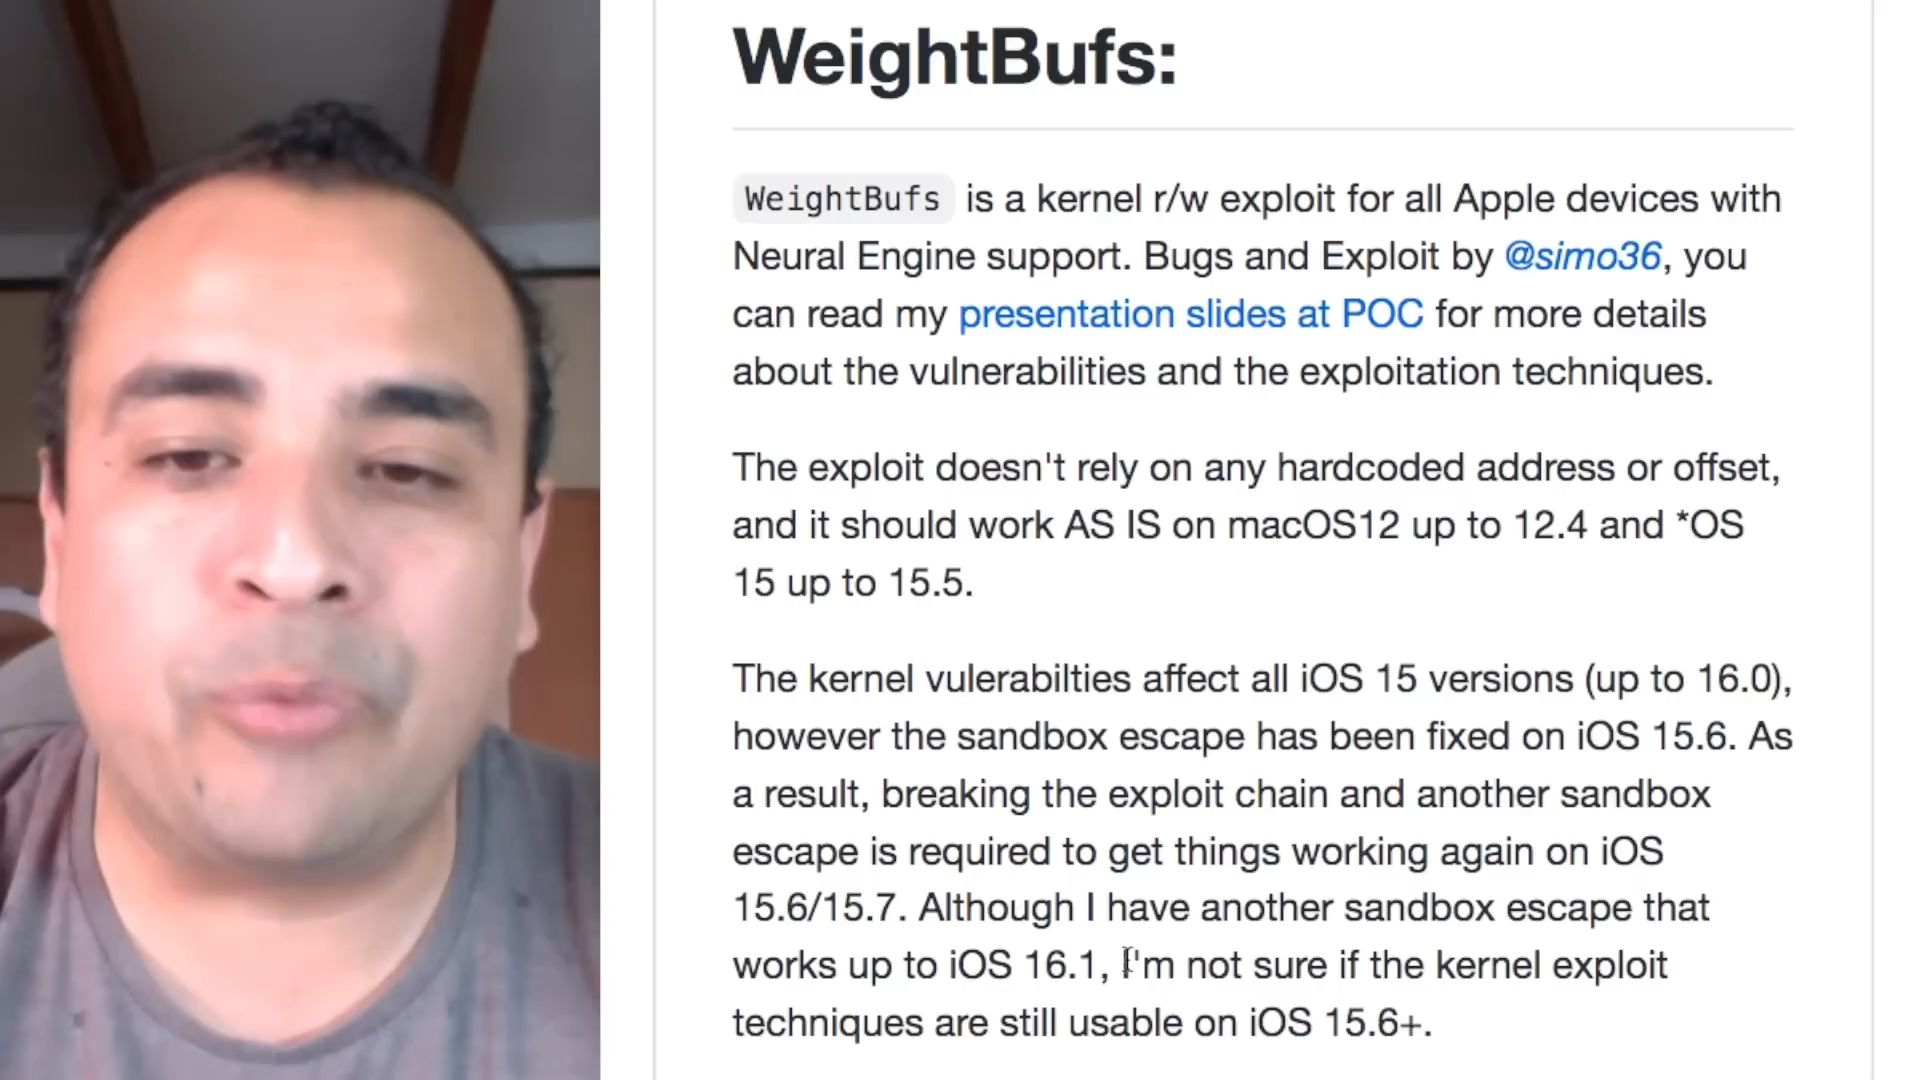 WeightBufs:
WeightBufs is a kernel r/w exploit for all Apple devices with
Neural Engine support. Bugs and Exploit by @simo36, you
can read my presentation slides at POC for more details
about the vulnerabilities and the exploitation techniques.
The exploit doesn't rely on any hardcoded address or offset,
and it should work AS IS on macOS12 up to 12.4 and *OS
15 up to 15.5.
The kernel vulerabilties affect all iOS 15 versions (up to 16.0),
however the sandbox escape has been fixed on iOS 15.6. As
a result, breaking the exploit chain and another sandbox
escape is required to get things working again on iOS
15.6/15.7. Although I have another sandbox escape that
works up to iOS 16.1, I'm not sure if the kernel exploit
techniques are still usable on iOS 15.6+.